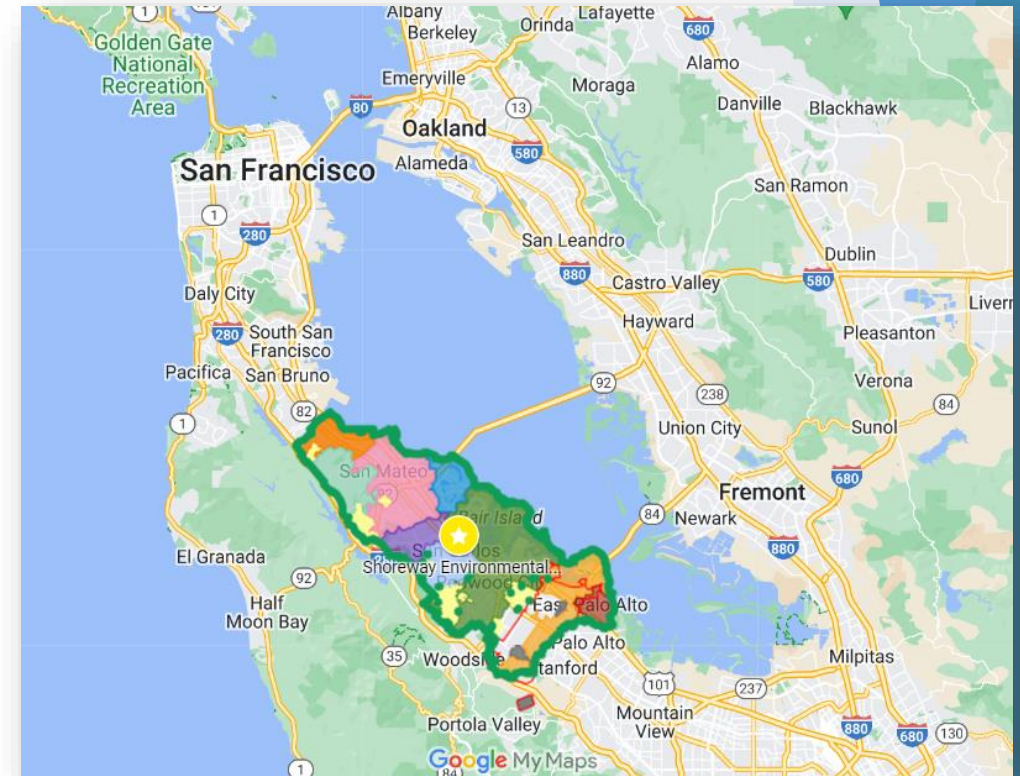 1
Albany
Orinda
Lafayette
680
Golden Gate
National
Recreation
Area
Berkeley
Alamo
Emeryville
Moraga
80
13
Danville
Blackhawk
Oakland
580
San Francisco
Alameda
San Ramon
1
280
San Leandro
Dublin
880
Castro Valley
580
Daly City
Hayward
Liverr
280
South San
Francisco
Pleasanton
Pacifica
San Bruno
92
238
Verona
82
84
1
Union City
Sunol
San Mateo
680
Fremont
Bair Island
84
Newark
880
El Granada
Shoreway Environmental...
Redwood City
92
East Palo Alto
Half
Moon Bay
Palo Alto
35
Woodside
Stanford
Milpitas
101
237
Portola Valley
Mountain
View
880
680
130
Google My Maps
1
84